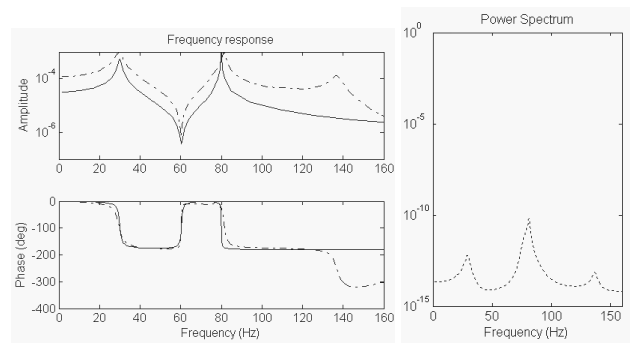 Frequency response
Amplitude
10-4
10-6
0 20 40 60 80 100 120 140 160
Phase (deg)
0
-100
-200
-300
-400
0 20 40 60 80 100 120 140 160
Frequency (Hz)
Power Spectrum
10^0
10^-5
10^-10
10^-15
0 50 100 150
Frequency (Hz)